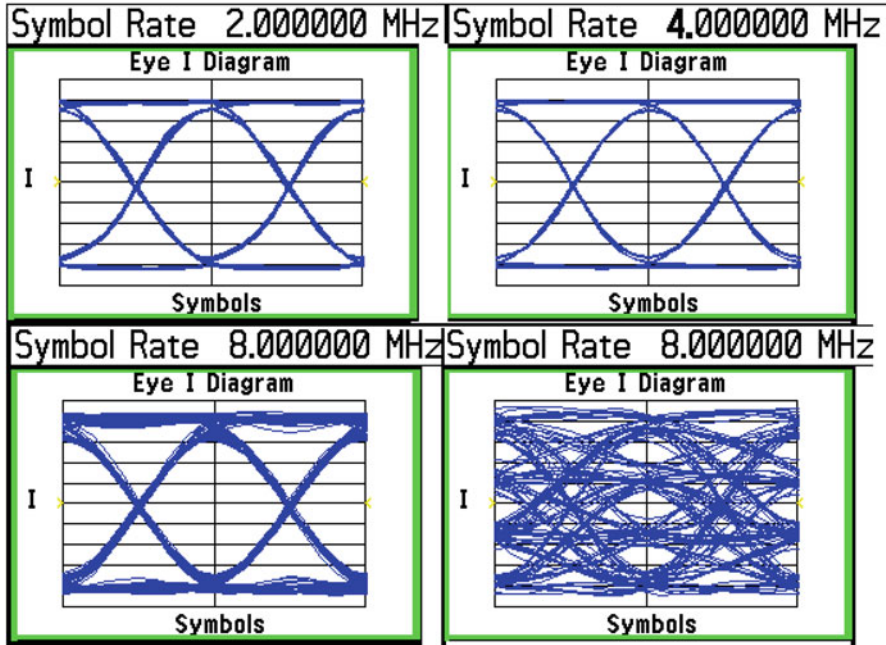 Symbol Rate 2.000000 MHz
Eye I Diagram
I
Symbols
Symbol Rate 4.000000 MHz
Eye I Diagram
I
Symbols
Symbol Rate 8.000000 MHz
Eye I Diagram
I
Symbols
Symbol Rate 8.000000 MHz
Eye I Diagram
I
Symbols